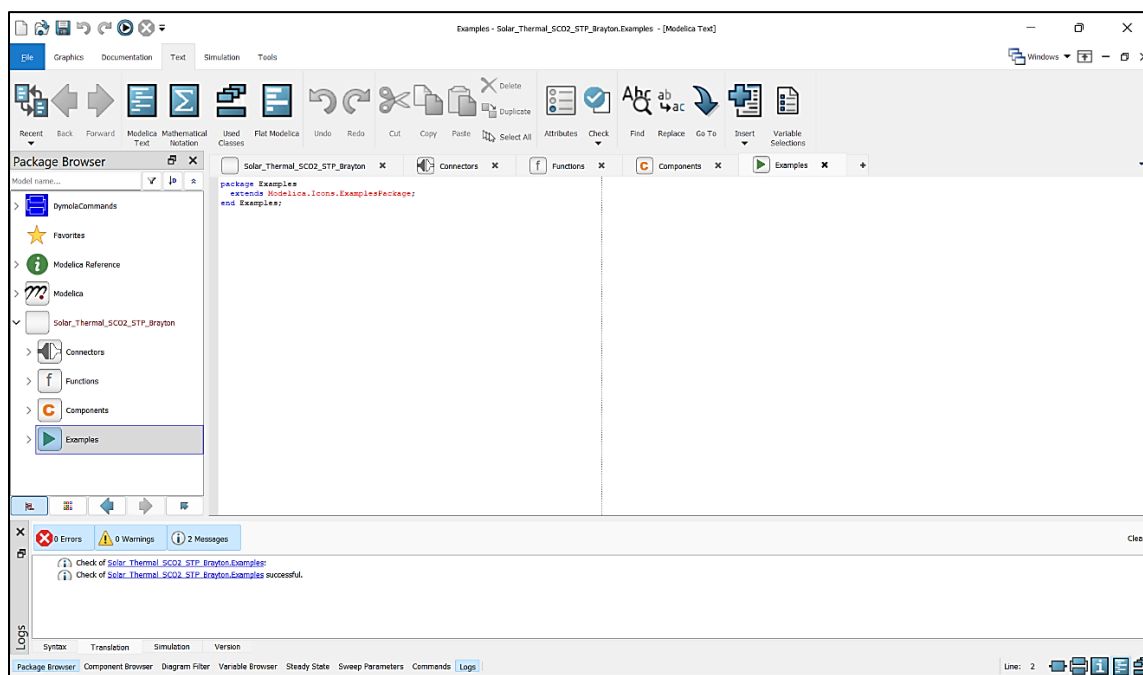 Examples - Solar_Thermal_SCO2_STP_Brayton.Examples - [Modelica Text]
File Graphics Documentation Text Simulation Tools Windows
Delete
Duplicate
Select All
Recent Back Forward Modelica Text Mathematical Notation Used Classes Flat Modelica Undo Redo Cut Copy Paste Attributes Check Find Replace Go To Insert Variable Selections
Package Browser
Model name...
DymolaCommands
Favorites
Modelica Reference
Modelica
Solar_Thermal_SCO2_STP_Brayton
Connectors
Functions
Components
Examples
Solar_Thermal_SCO2_STP_Brayton Connectors Functions Components Examples
package Examples
extends Modelica.Icons.ExamplesPackage;
end Examples;
0 Errors 0 Warnings 2 Messages
Clea
Check of Solar_Thermal_SCO2_STP_Brayton.Examples:
Check of Solar_Thermal_SCO2_STP_Brayton.Examples successful.
Logs
Syntax Translation Simulation Version
Package Browser Component Browser Diagram Filter Variable Browser Steady State Sweep Parameters Commands Logs
Line: 2